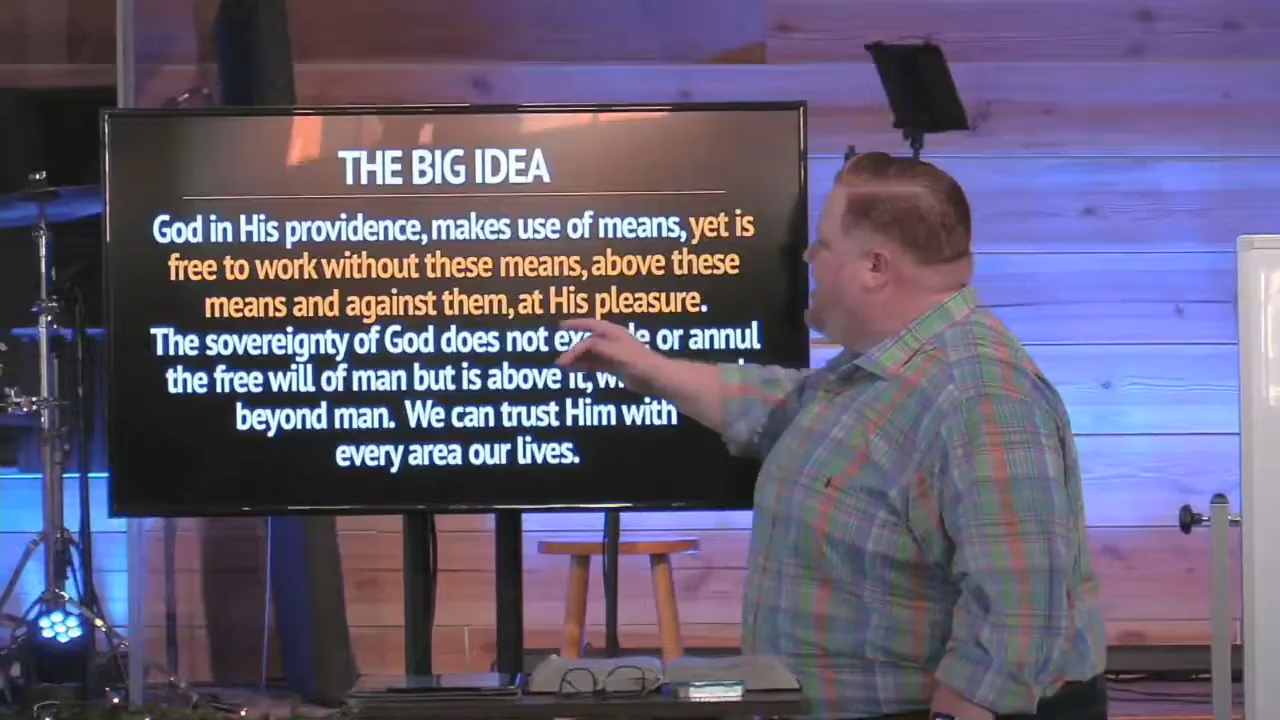 THE BIG IDEA
God in His providence, makes use of means, yet is
free to work without these means, above these
means and against them, at His pleasure.
The sovereignty of God does not or annul
the free will of man but is above it,
beyond man. We can trust Him with
every area our lives.